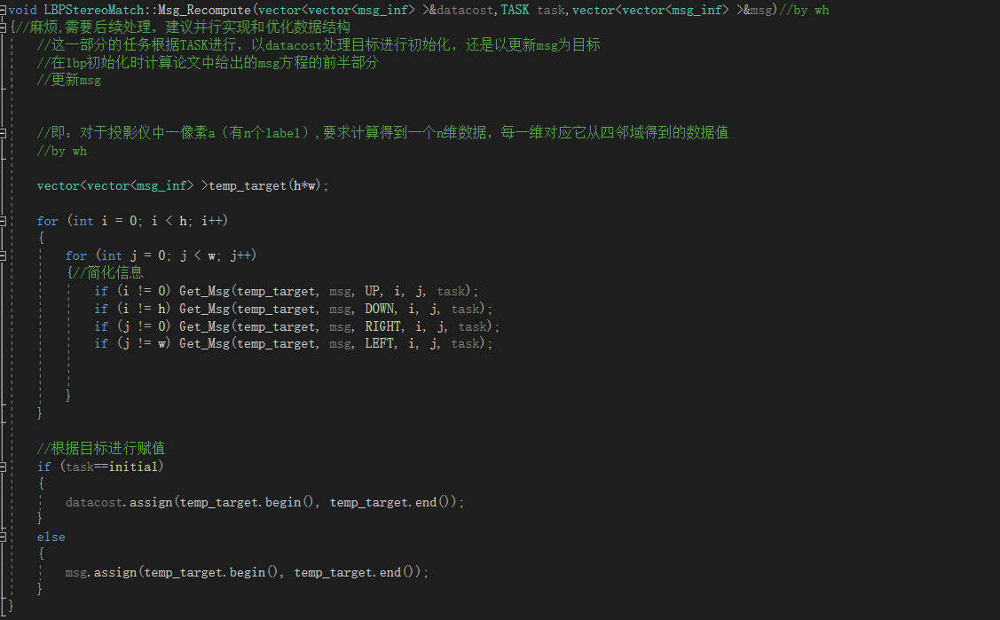 void LBPStereoMatch::Msg_Recompute(vector<vector<msg_inf> >&datacost,TASK task,vector<vector<msg_inf> >&msg)//by wh
{//麻烦,需要后续处理，建议并行实现和优化数据结构
//这一部分的任务根据TASK进行，以datacost处理目标进行初始化，还是以更新msg为目标
//在lbp初始化时计算论文中给出的msg方程的前半部分
//更新msg
//即：对于投影仪中一像素a（有n个label）,要求计算得到一个n维数据，每一维对应它从四邻域得到的数据值
//by wh
vector<vector<msg_inf> >temp_target(h*w);
for (int i = 0; i < h; i++)
{
for (int j = 0; j < w; j++)
{//简化信息
if (i != 0) Get_Msg(temp_target, msg, UP, i, j, task);
if (i != h) Get_Msg(temp_target, msg, DOWN, i, j, task);
if (j != 0) Get_Msg(temp_target, msg, RIGHT, i, j, task);
if (j != w) Get_Msg(temp_target, msg, LEFT, i, j, task);
}
}
//根据目标进行赋值
if (task==initial)
{
datacost.assign(temp_target.begin(), temp_target.end());
}
else
{
msg.assign(temp_target.begin(), temp_target.end());
}
}